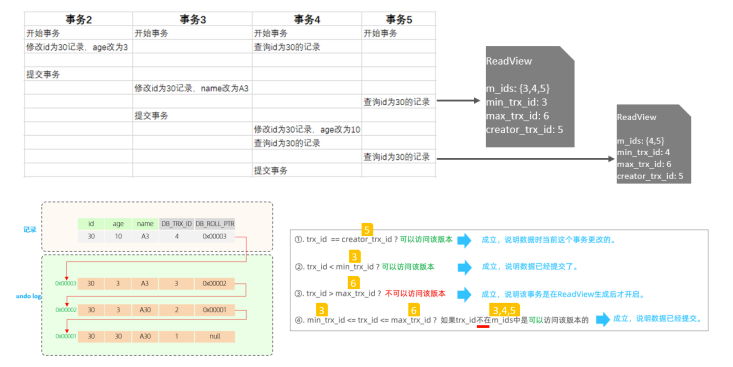 事务2 事务3 事务4 事务5
开始事务 开始事务 开始事务 开始事务
修改id为30记录，age改为3 查询id为30的记录
提交事务
修改id为30记录，name改为A3
查询id为30的记录
提交事务
修改id为30记录，age改为10
查询id为30的记录
查询id为30的记录
提交事务
ReadView
m_ids: {3,4,5}
min_trx_id: 3
max_trx_id: 6
creator_trx_id: 5
ReadView
m_ids: {4,5}
min_trx_id: 4
max_trx_id: 6
creator_trx_id: 5
记录
id age name DB_TRX_ID DB_ROLL_PTR
30 10 A3 4 0x00003
undo log
0x00003 30 3 A3 3 0x00002
0x00002 30 3 A30 2 0x00001
0x00001 30 30 A30 1 null
5
①. trx_id == creator_trx_id ? 可以访问该版本 成立，说明数据时当前这个事务更改的。
3
②. trx_id < min_trx_id ? 可以访问该版本 成立，说明数据已经提交了。
6
③. trx_id > max_trx_id ? 不可以访问该版本 成立，说明该事务是在ReadView生成后才开启。
3 6 3,4,5
④. min_trx_id <= trx_id <= max_trx_id ? 如果trx_id不在m_ids中是可以访问该版本的 成立，说明数据已经提交。